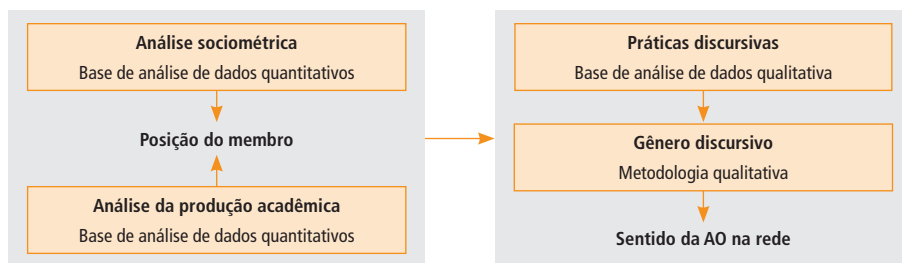 Análise sociométrica
Base de análise de dados quantitativos
Posição do membro
Análise da produção acadêmica
Base de análise de dados quantitativos
Práticas discursivas
Base de análise de dados qualitativa
Gênero discursivo
Metodologia qualitativa
Sentido da AO na rede